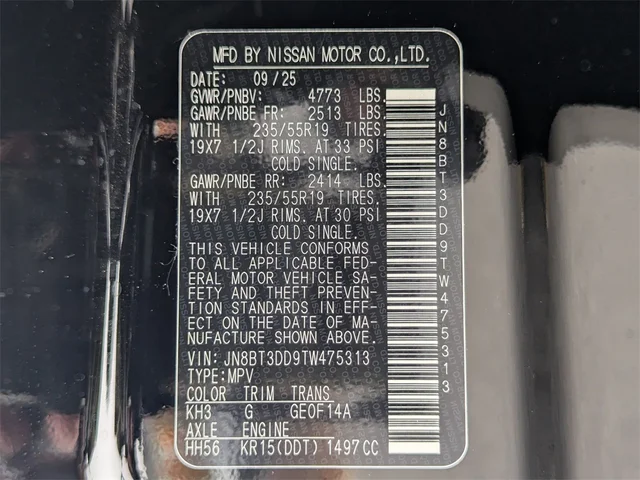 MFD BY NISSAN MOTOR CO.,LTD.
DATE: 09/25
GVWR/PNBV: 4773 LBS.
GAWR/PNBE FR: 2513 LBS.
WITH 235/55R19 TIRES.
19X7 1/2J RIMS. AT 33 PSI
COLD SINGLE.
GAWR/PNBE RR: 2414 LBS.
WITH 235/55R19 TIRES.
19X7 1/2J RIMS. AT 30 PSI
COLD SINGLE.
THIS VEHICLE CONFORMS
TO ALL APPLICABLE FED-
ERAL MOTOR VEHICLE SA-
FETY AND THEFT PREVEN-
TION STANDARDS IN EFF-
ECT ON THE DATE OF MA-
NUFACTURE SHOWN ABOVE.
VIN: JN8BT3DD9TW475313
TYPE:MPV
COLOR TRIM TRANS
KH3 G GEOF14A
AXLE ENGINE
HH56 KR15(DDT) 1497CC
JN8BT3DD9TW475313